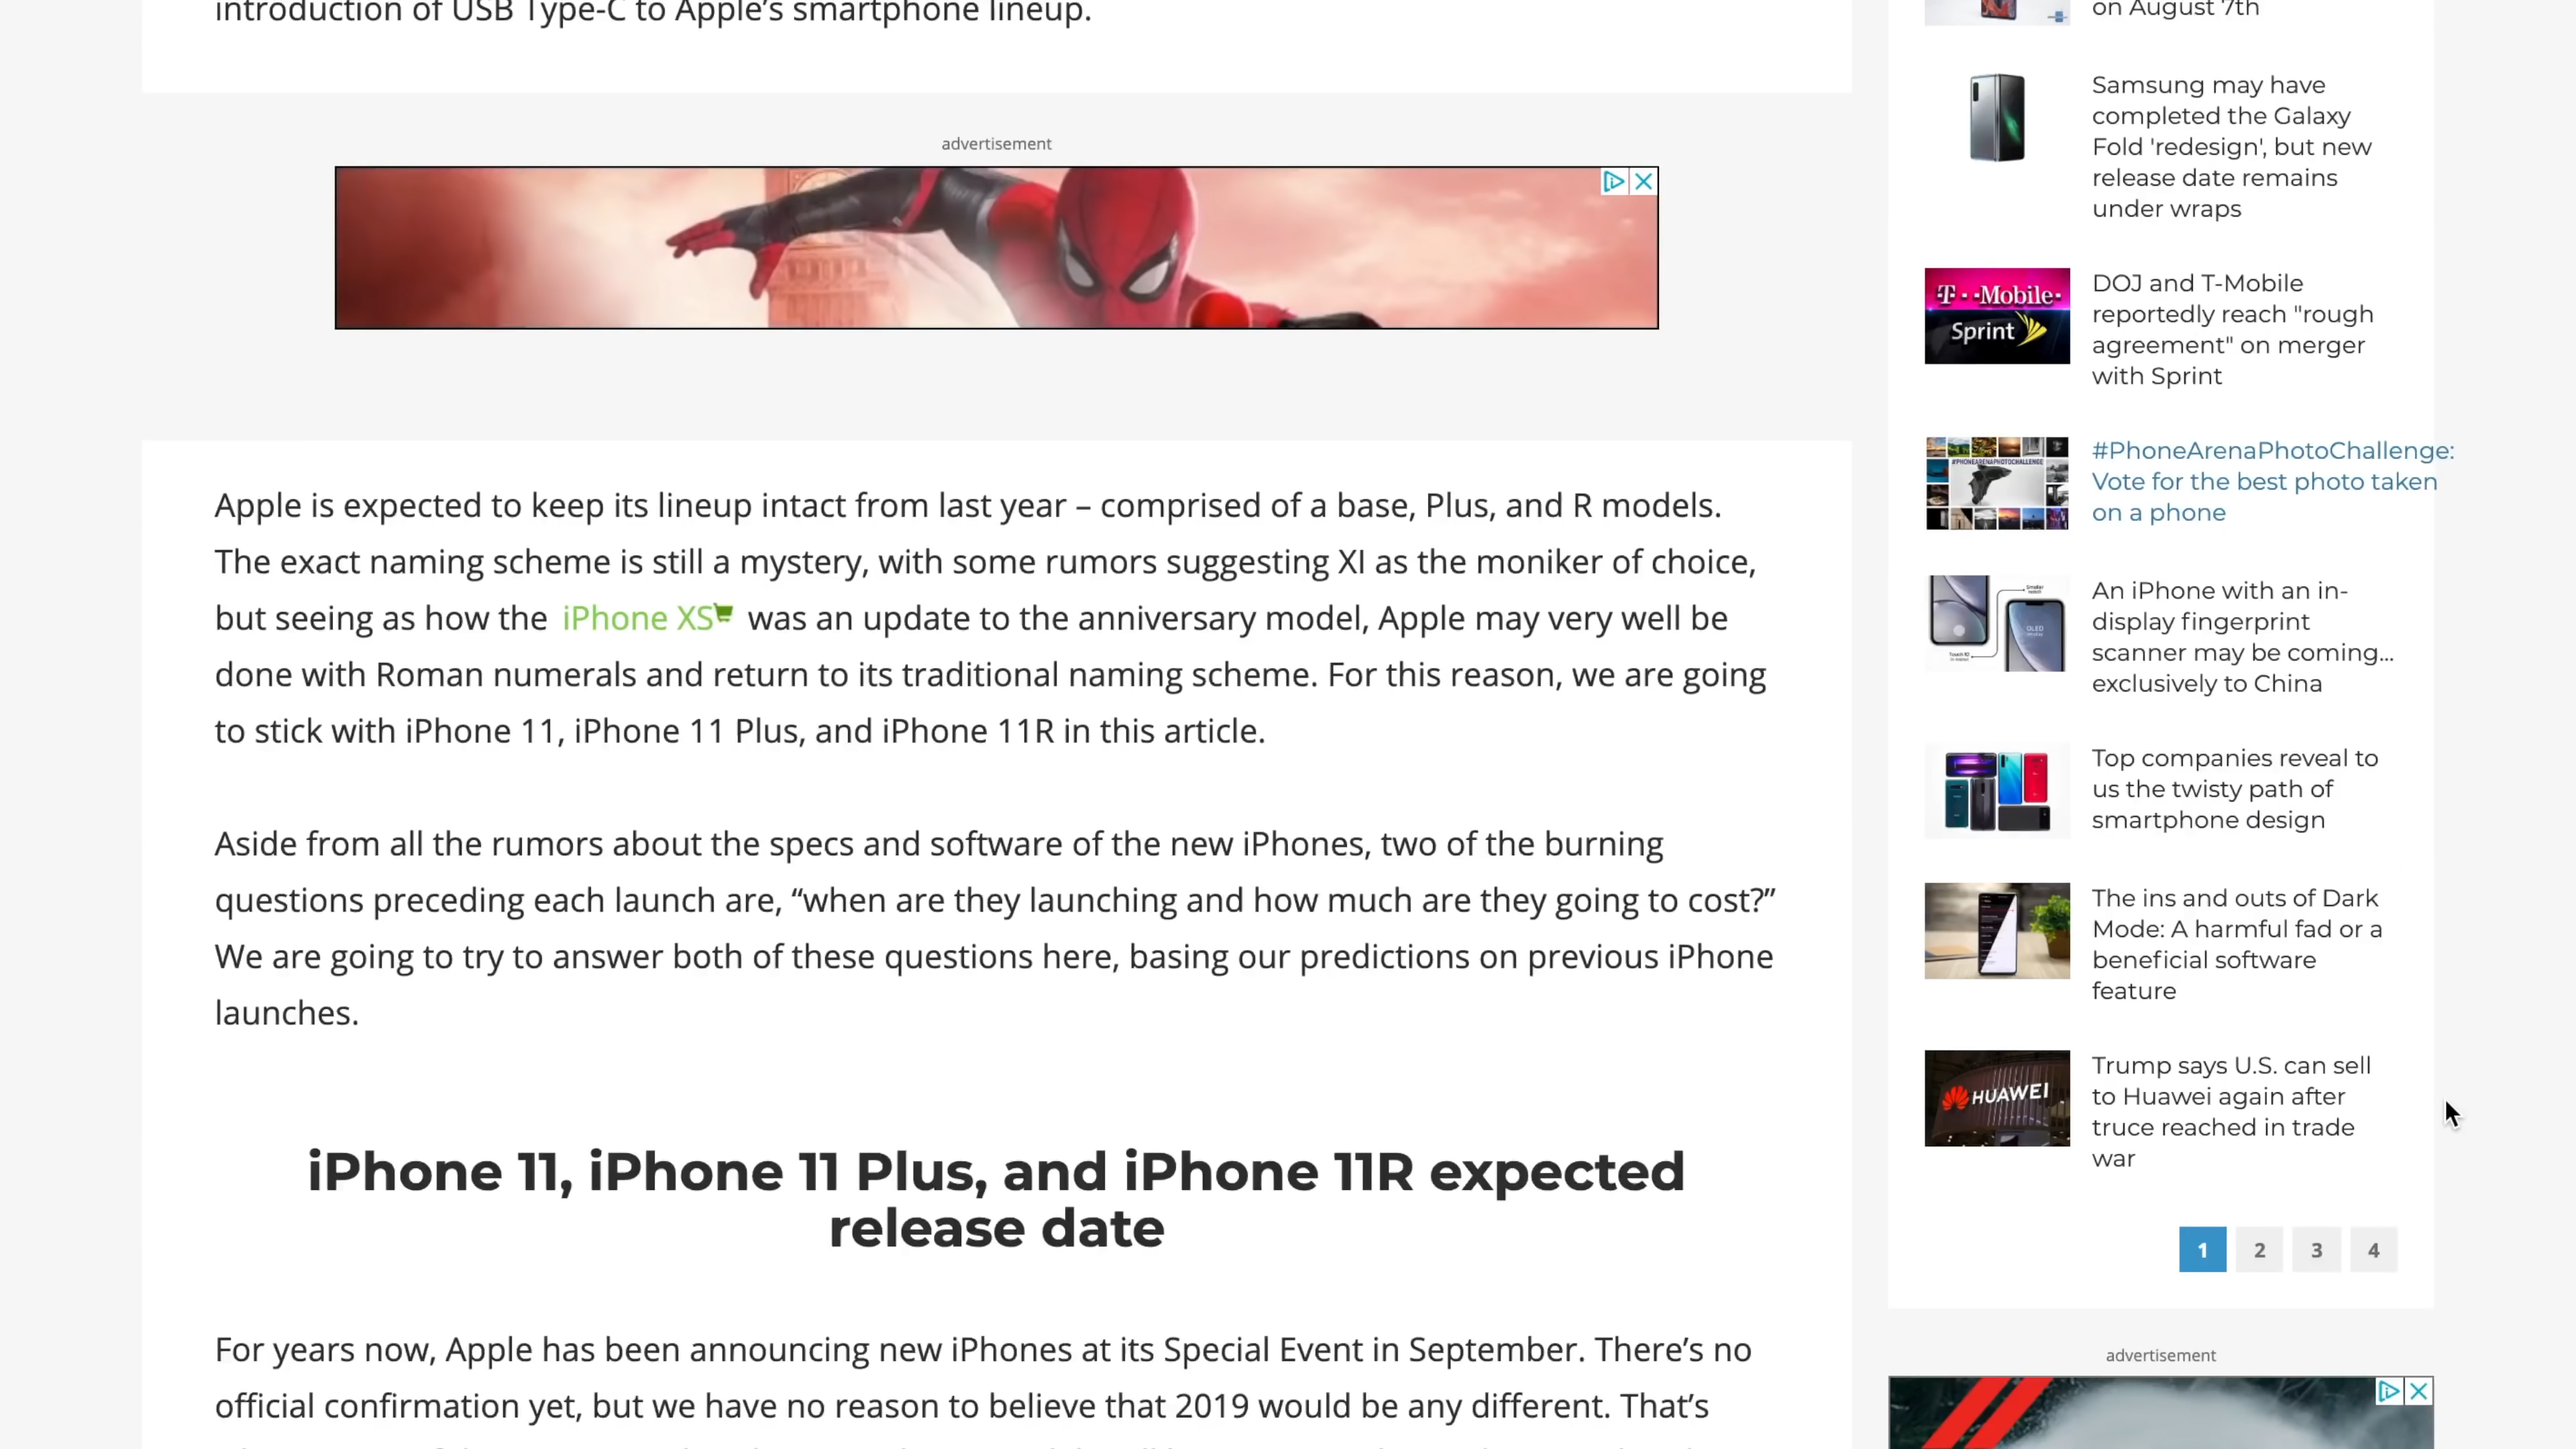 introduction of USB Type-C to Apple’s smartphone lineup.
advertisement
Apple is expected to keep its lineup intact from last year – comprised of a base, Plus, and R models.
The exact naming scheme is still a mystery, with some rumors suggesting XI as the moniker of choice,
but seeing as how the iPhone XS was an update to the anniversary model, Apple may very well be
done with Roman numerals and return to its traditional naming scheme. For this reason, we are going
to stick with iPhone 11, iPhone 11 Plus, and iPhone 11R in this article.
Aside from all the rumors about the specs and software of the new iPhones, two of the burning
questions preceding each launch are, “when are they launching and how much are they going to cost?”
We are going to try to answer both of these questions here, basing our predictions on previous iPhone
launches.
iPhone 11, iPhone 11 Plus, and iPhone 11R expected
release date
For years now, Apple has been announcing new iPhones at its Special Event in September. There’s no
official confirmation yet, but we have no reason to believe that 2019 would be any different. That’s
on August 7th
Samsung may have
completed the Galaxy
Fold 'redesign', but new
release date remains
under wraps
T-Mobile
Sprint
DOJ and T-Mobile
reportedly reach "rough
agreement" on merger
with Sprint
#PHONEARENAPHOTOCHALLENGE
#PhoneArenaPhotoChallenge:
Vote for the best photo taken
on a phone
An iPhone with an in-
display fingerprint
scanner may be coming...
exclusively to China
Top companies reveal to
us the twisty path of
smartphone design
The ins and outs of Dark
Mode: A harmful fad or a
beneficial software
feature
HUAWEI
Trump says U.S. can sell
to Huawei again after
truce reached in trade
war
1 2 3 4
advertisement